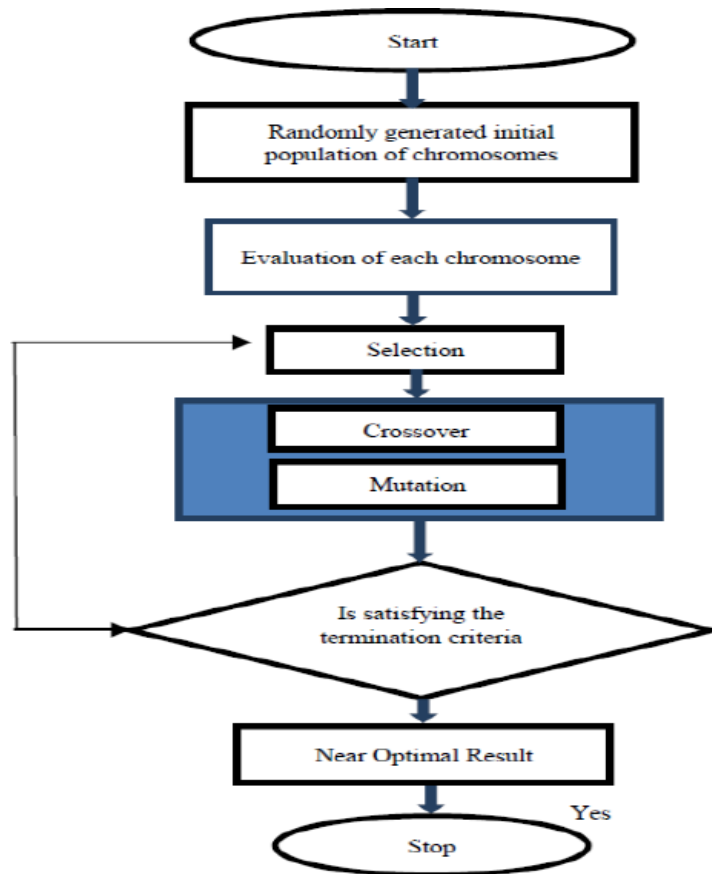 Start
Randomly generated initial
population of chromosomes
Evaluation of each chromosome
Selection
Crossover
Mutation
Is satisfying the
termination criteria
Near Optimal Result
Yes
Stop